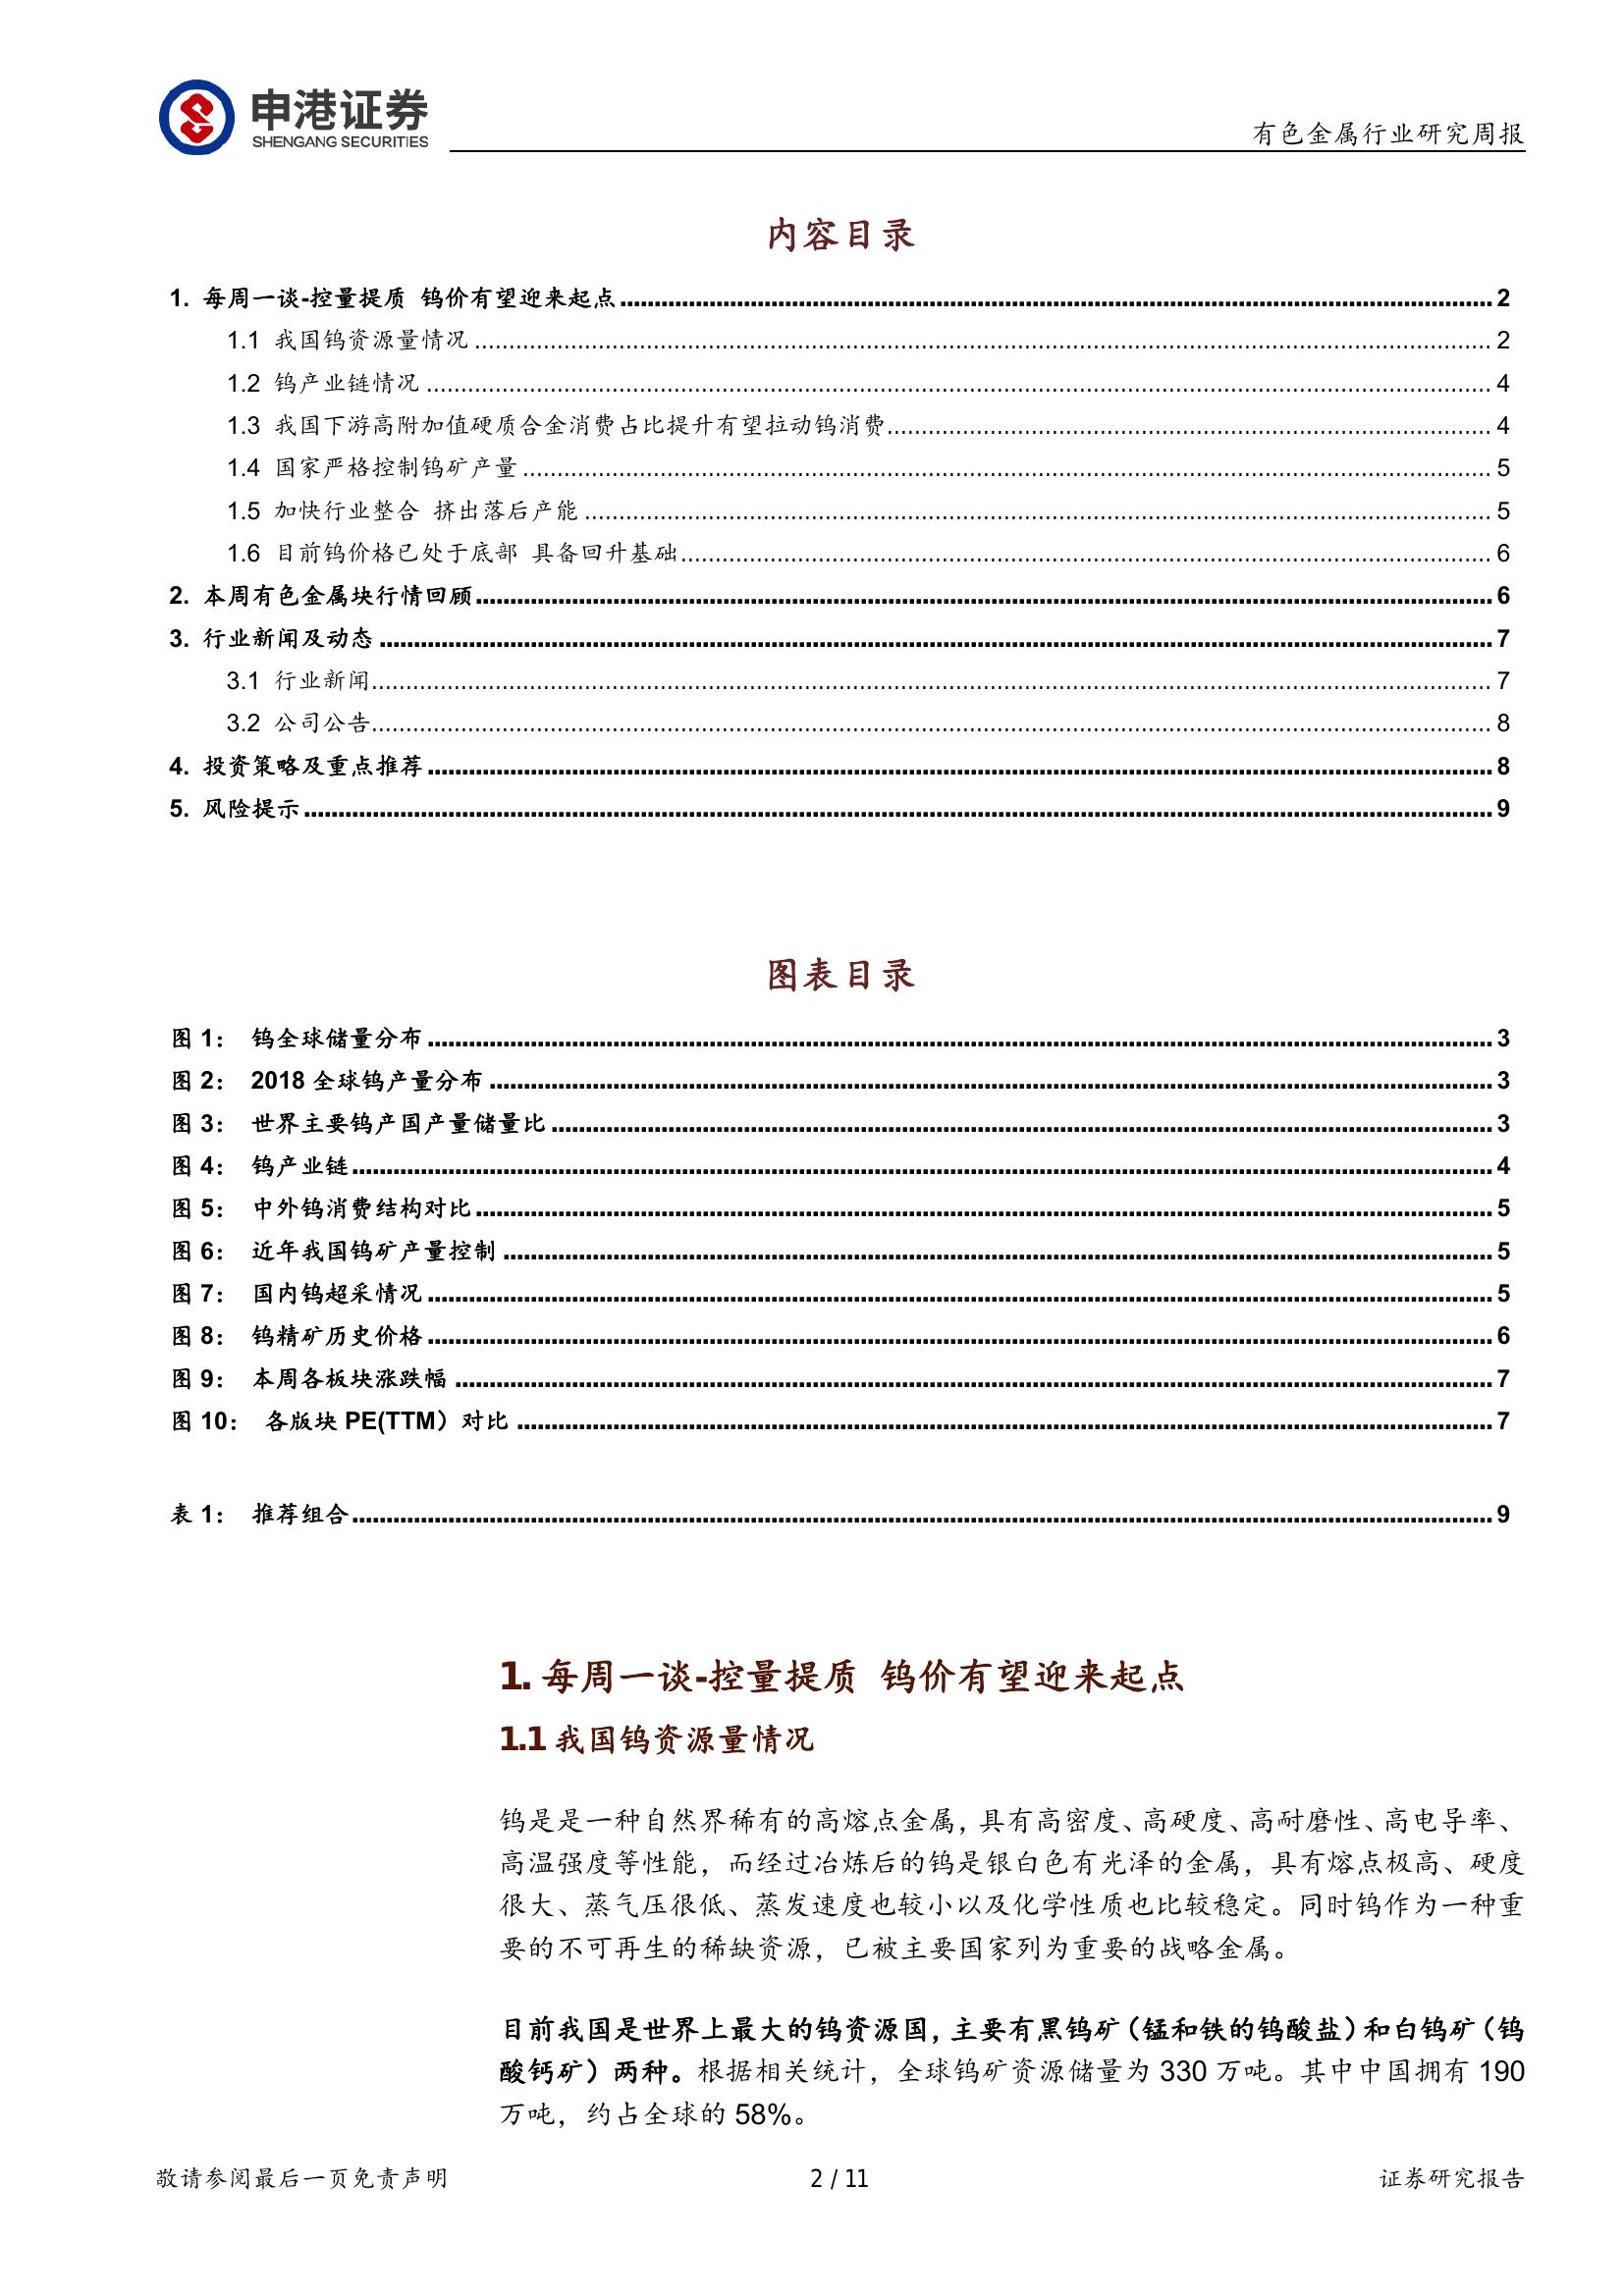 申港证券
SHENGANG SECURITIES
有色金属行业研究周报
内容目录
1. 每周一谈-控量提质 钨价有望迎来起点 2
1.1 我国钨资源量情况 2
1.2 钨产业链情况 4
1.3 我国下游高附加值硬质合金消费占比提升有望拉动钨消费 4
1.4 国家严格控制钨矿产量 5
1.5 加快行业整合 挤出落后产能 5
1.6 目前钨价格已处于底部 具备回升基础 6
2. 本周有色金属块行情回顾 6
3. 行业新闻及动态 7
3.1 行业新闻 7
3.2 公司公告 8
4. 投资策略及重点推荐 8
5. 风险提示 9
图表目录
图 1： 钨全球储量分布 3
图 2： 2018 全球钨产量分布 3
图 3： 世界主要钨产国产量储量比 3
图 4： 钨产业链 4
图 5： 中外钨消费结构对比 5
图 6： 近年我国钨矿产量控制 5
图 7： 国内钨超采情况 5
图 8： 钨精矿历史价格 6
图 9： 本周各板块涨跌幅 7
图 10： 各版块 PE(TTM）对比 7
表 1： 推荐组合 9
1. 每周一谈-控量提质 钨价有望迎来起点
1.1 我国钨资源量情况
钨是是一种自然界稀有的高熔点金属，具有高密度、高硬度、高耐磨性、高电导率、
高温强度等性能，而经过冶炼后的钨是银白色有光泽的金属，具有熔点极高、硬度
很大、蒸气压很低、蒸发速度也较小以及化学性质也比较稳定。同时钨作为一种重
要的不可再生的稀缺资源，已被主要国家列为重要的战略金属。
目前我国是世界上最大的钨资源国，主要有黑钨矿（锰和铁的钨酸盐）和白钨矿（钨
酸钙矿）两种。根据相关统计，全球钨矿资源储量为 330 万吨。其中中国拥有 190
万吨，约占全球的 58%。
敬请参阅最后一页免责声明
2 / 11
证券研究报告